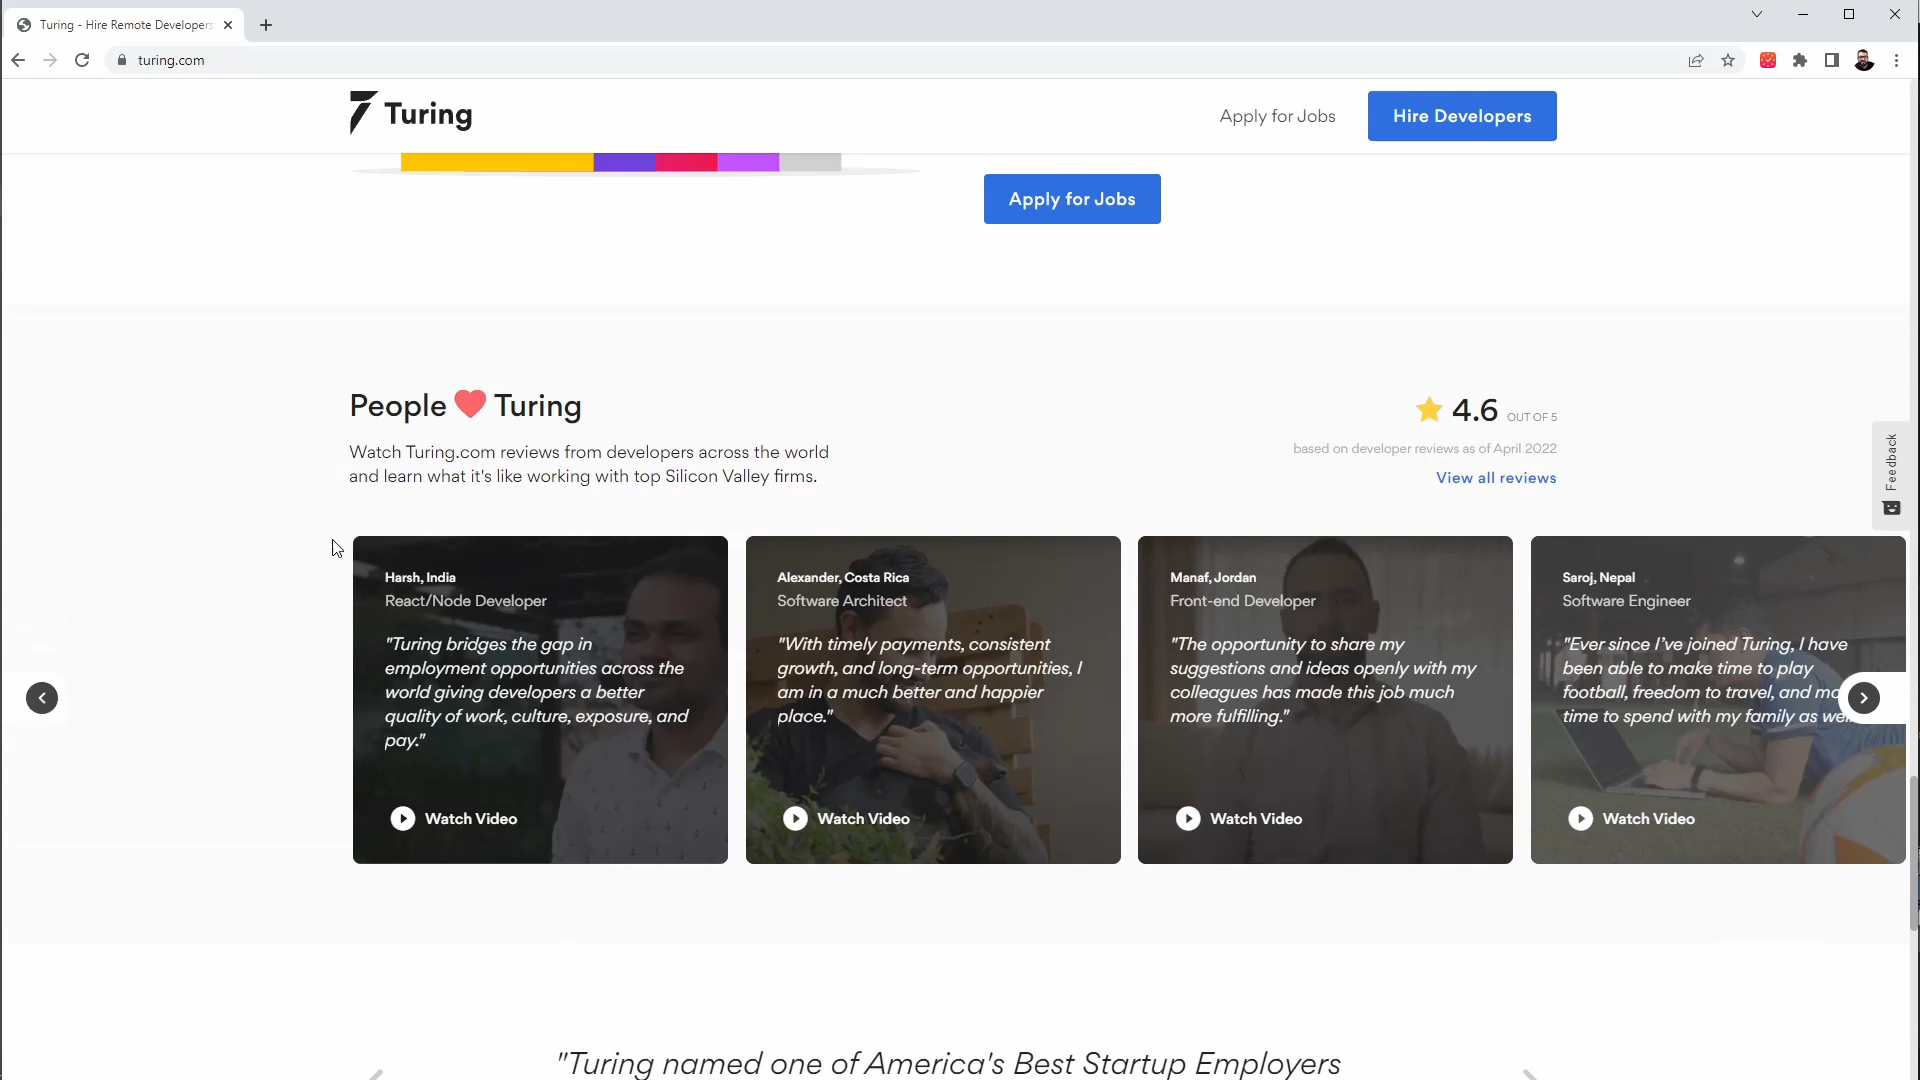 Turing - Hire Remote Developers
turing.com
Turing
Apply for Jobs
Hire Developers
Apply for Jobs
People
Turing
4.6 OUT OF 5
Watch Turing.com reviews from developers across the world
and learn what it's like working with top Silicon Valley firms.
based on developer reviews as of April 2022
View all reviews
Feedback
Harsh, India
React/Node Developer
"Turing bridges the gap in
employment opportunities across the
world giving developers a better
quality of work, culture, exposure, and
pay."
Watch Video
Alexander, Costa Rica
Software Architect
"With timely payments, consistent
growth, and long-term opportunities, I
am in a much better and happier
place."
Watch Video
Manaf, Jordan
Front-end Developer
"The opportunity to share my
suggestions and ideas openly with my
colleagues has made this job much
more fulfilling."
Watch Video
Saroj, Nepal
Software Engineer
"Ever since I've joined Turing, I have
been able to make time to play
football, freedom to travel, and
time to spend with my family as
Watch Video
"Turing named one of America's Best Startup Employers